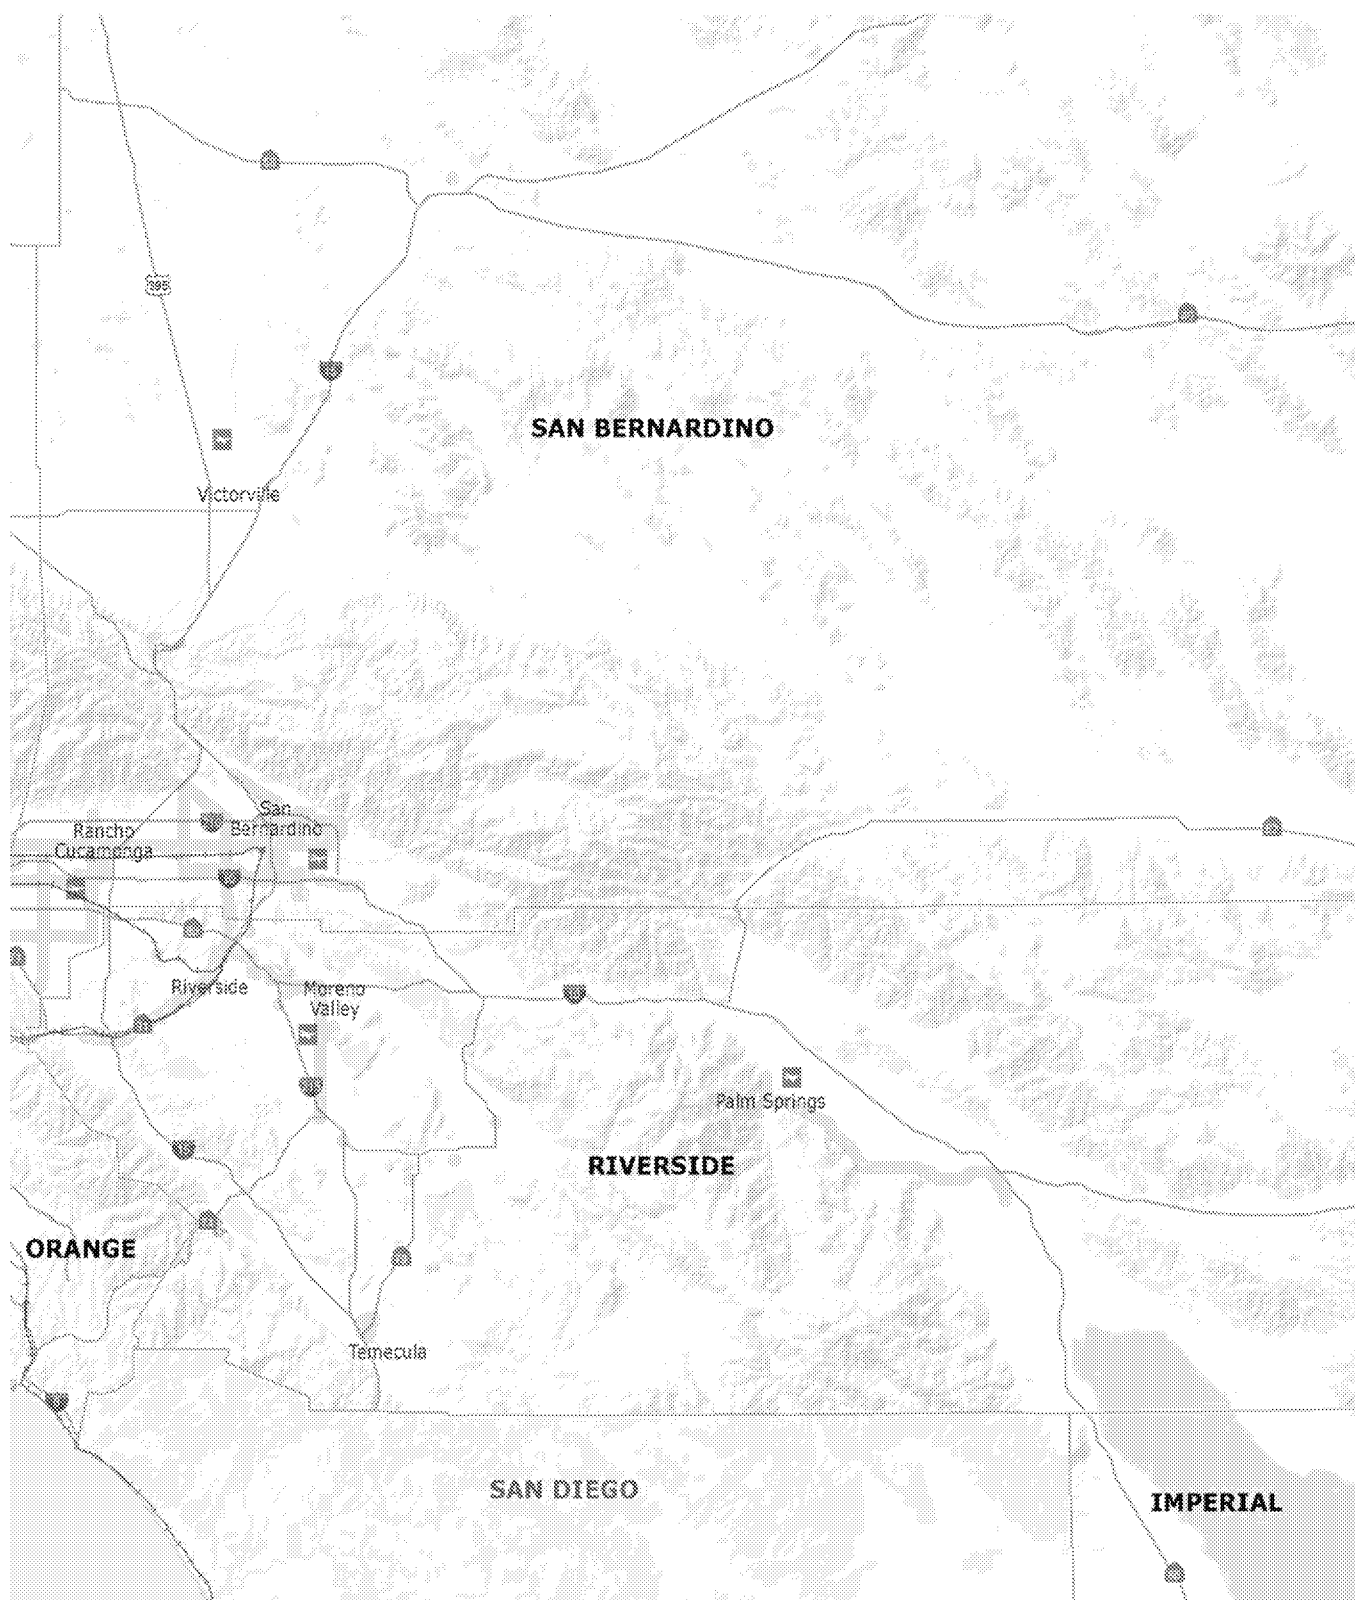 395
SAN BERNARDINO
Victorville
San
Bernardino
Rancho
Cucamonga
Riverside
Moreno
Valley
Palm Springs
RIVERSIDE
ORANGE
Temecula
SAN DIEGO
IMPERIAL